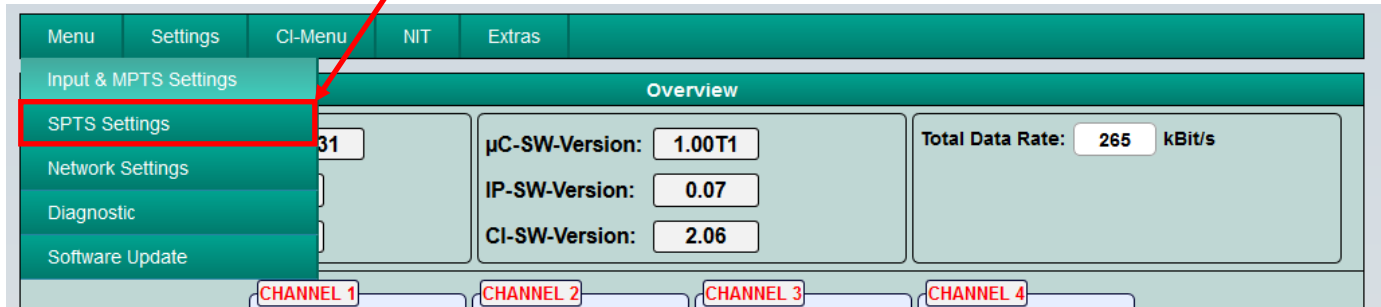 Menu Settings CI-Menu NIT Extras
Input & MPTS Settings
Overview
SPTS Settings
31
µC-SW-Version: 1.00T1
Total Data Rate: 265 kBit/s
Network Settings
IP-SW-Version: 0.07
Diagnostic
CI-SW-Version: 2.06
Software Update
CHANNEL 1 CHANNEL 2 CHANNEL 3 CHANNEL 4